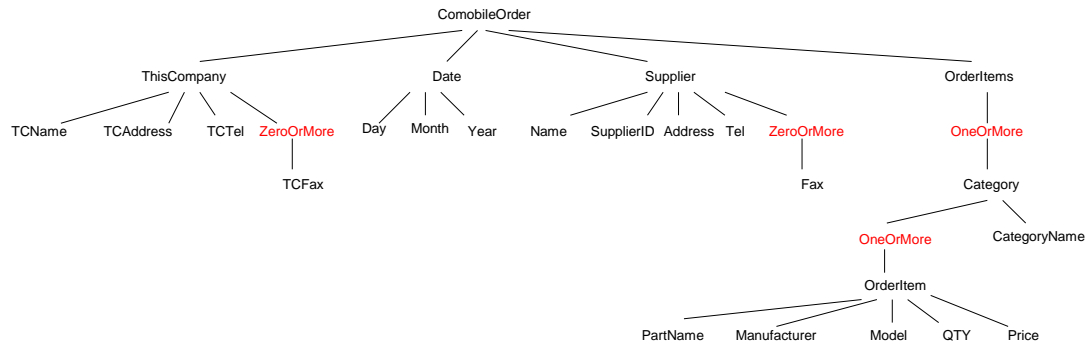 ComobileOrder
ThisCompany Date Supplier OrderItems
TCName TCAddress TCTel ZeroOrMore Day Month Year Name SupplierID Address Tel ZeroOrMore OneOrMore
TCFax Fax Category
OneOrMore CategoryName
OrderItem
PartName Manufacturer Model QTY Price